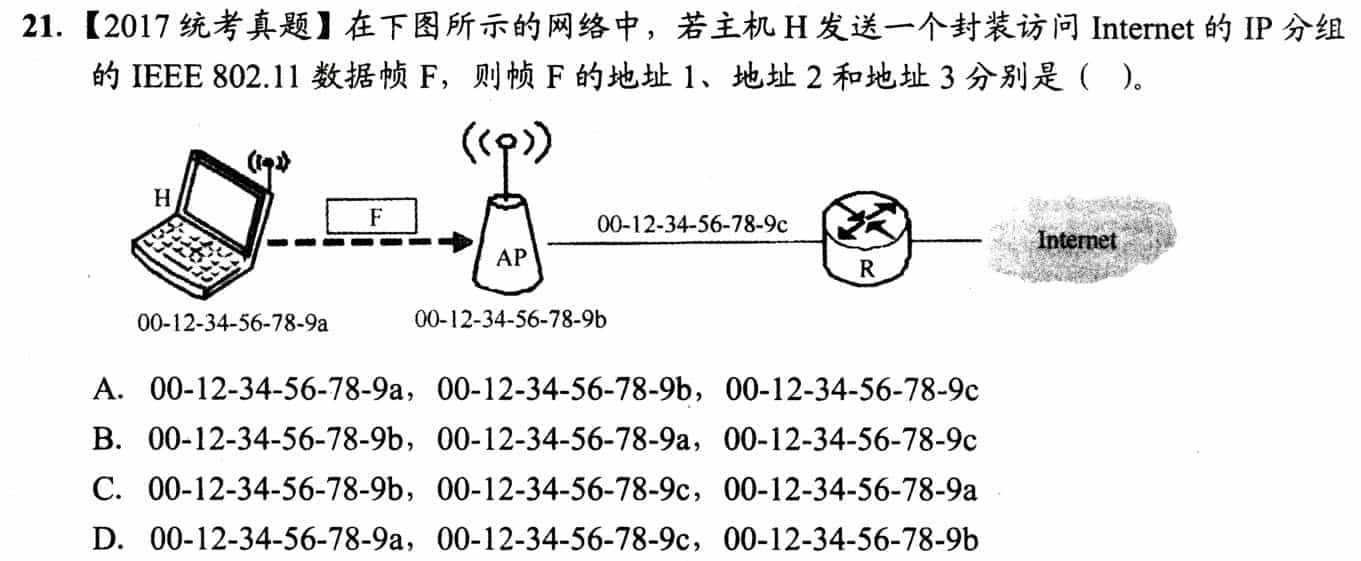 21.【2017 统考真题】在下图所示的网络中，若主机 H 发送一个封装访问 Internet 的 IP 分组
的 IEEE 802.11 数据帧 F，则帧 F 的地址 1、地址 2 和地址 3 分别是（ ）。
H
F
AP
00-12-34-56-78-9c
R
Internet
00-12-34-56-78-9a
00-12-34-56-78-9b
A. 00-12-34-56-78-9a，00-12-34-56-78-9b，00-12-34-56-78-9c
B. 00-12-34-56-78-9b，00-12-34-56-78-9a，00-12-34-56-78-9c
C. 00-12-34-56-78-9b，00-12-34-56-78-9c，00-12-34-56-78-9a
D. 00-12-34-56-78-9a，00-12-34-56-78-9c，00-12-34-56-78-9b